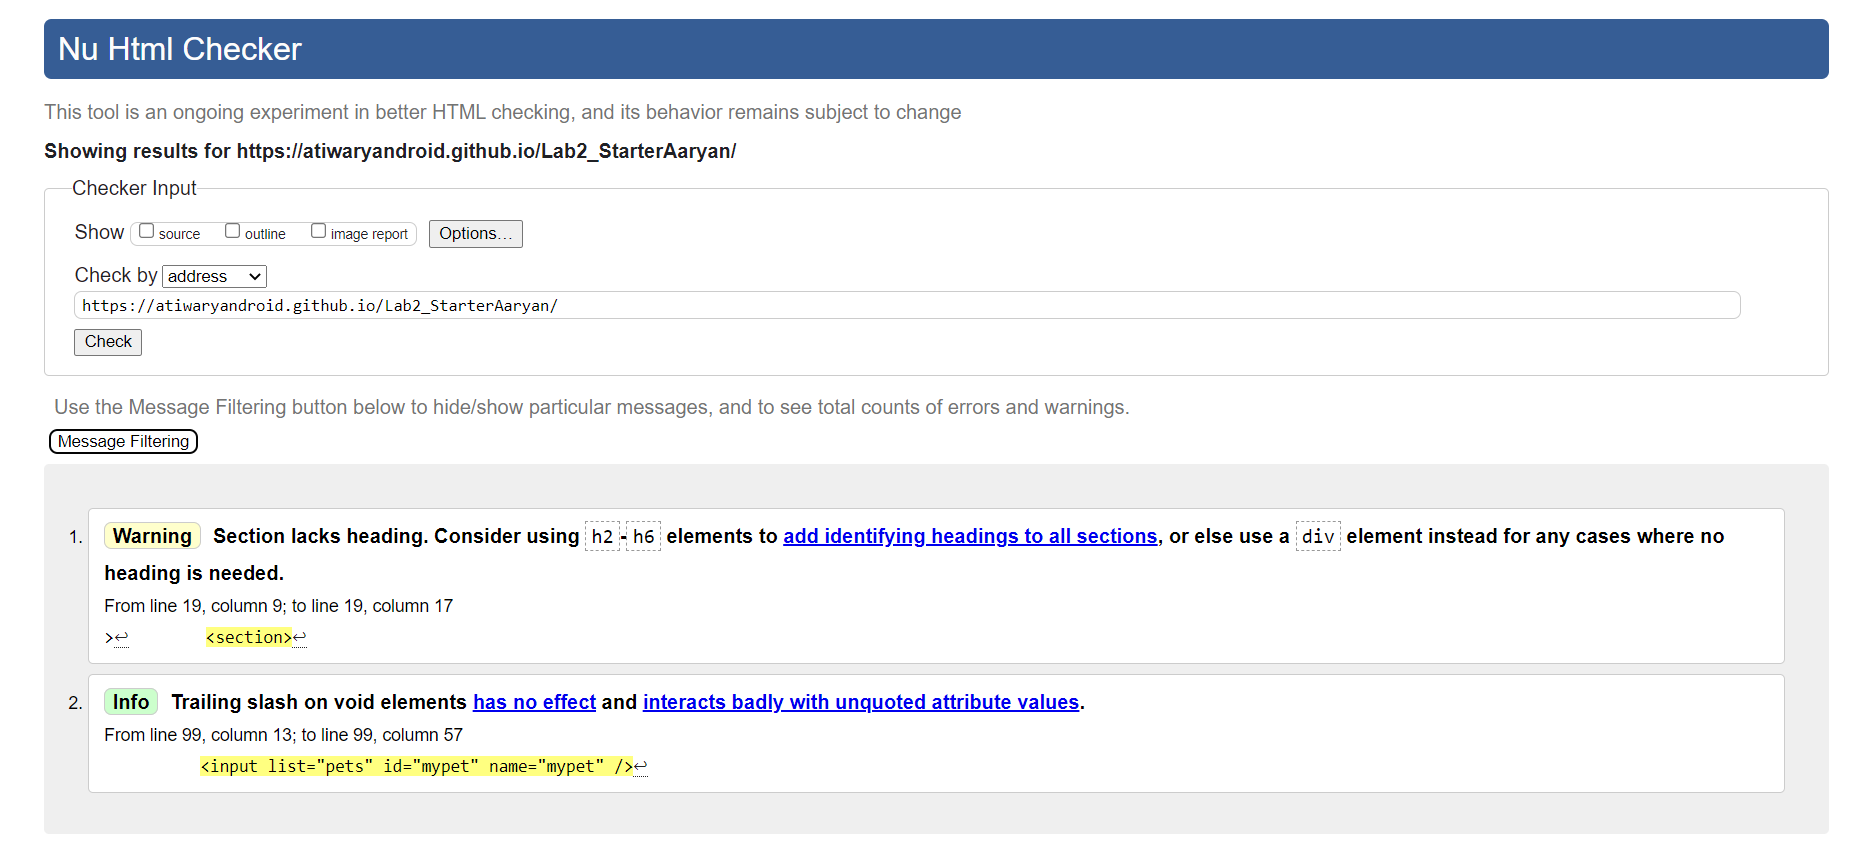 Nu Html Checker
This tool is an ongoing experiment in better HTML checking, and its behavior remains subject to change
Showing results for https://atiwaryandroid.github.io/Lab2_StarterAaryan/
Checker Input
Show source outline image report Options...
Check by address
https://atiwaryandroid.github.io/Lab2_StarterAaryan/
Check
Use the Message Filtering button below to hide/show particular messages, and to see total counts of errors and warnings.
Message Filtering
1. Warning Section lacks heading. Consider using h2-h6 elements to add identifying headings to all sections, or else use a div element instead for any cases where no
heading is needed.
From line 19, column 9; to line 19, column 17
>↩ <section>↩
2. Info Trailing slash on void elements has no effect and interacts badly with unquoted attribute values.
From line 99, column 13; to line 99, column 57
<input list="pets" id="mypet" name="mypet" />↩